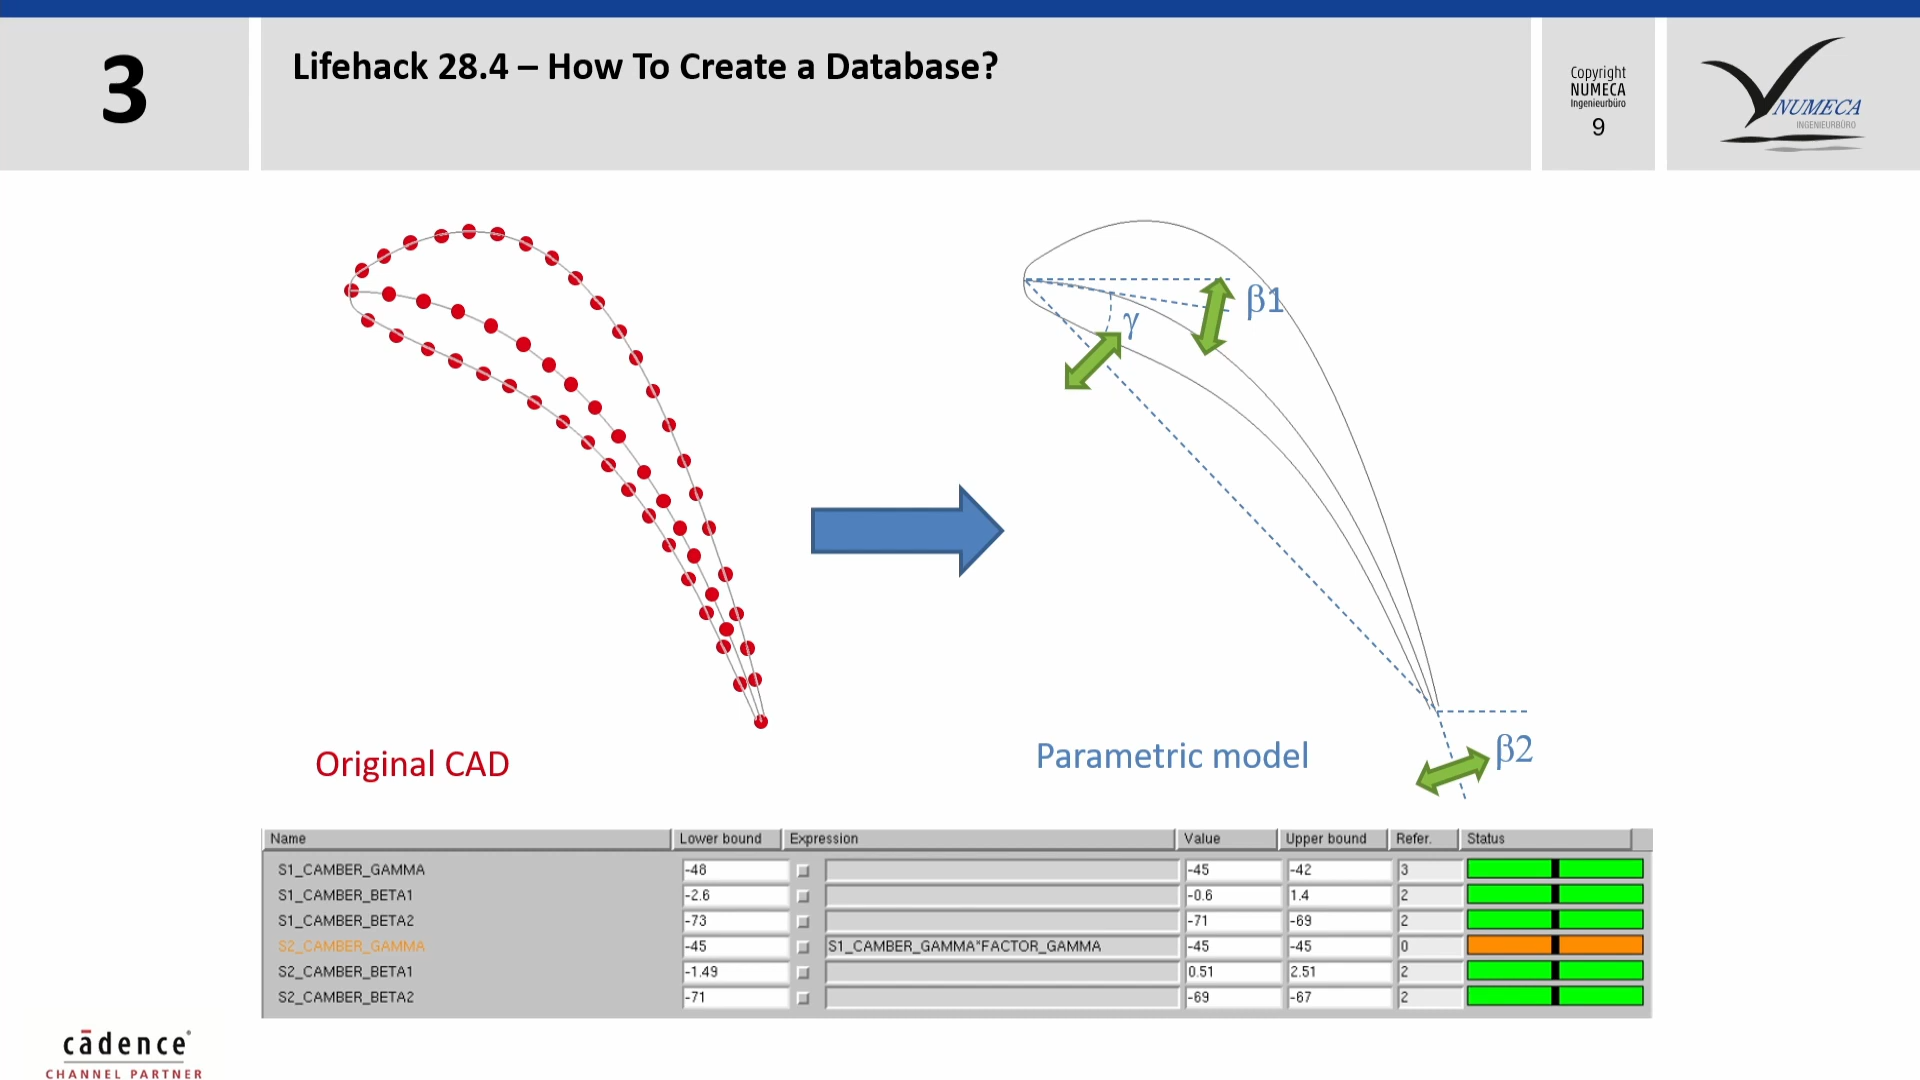 3
Lifehack 28.4 – How To Create a Database?
Copyright
NUMECA
Ingenieurbüro
9
NUMECA
INGENIEURBÜRO
β1
γ
β2
Original CAD
Parametric model
Name Lower bound Expression Value Upper bound Refer. Status
S1_CAMBER_GAMMA -48 -45 -42 3
S1_CAMBER_BETA1 -2.6 -0.6 1.4 2
S1_CAMBER_BETA2 -73 -71 -69 2
S2_CAMBER_GAMMA -45 S1_CAMBER_GAMMA*FACTOR_GAMMA -45 -45 0
S2_CAMBER_BETA1 -1.49 0.51 2.51 2
S2_CAMBER_BETA2 -71 -69 -67 2
cādence®
CHANNEL PARTNER